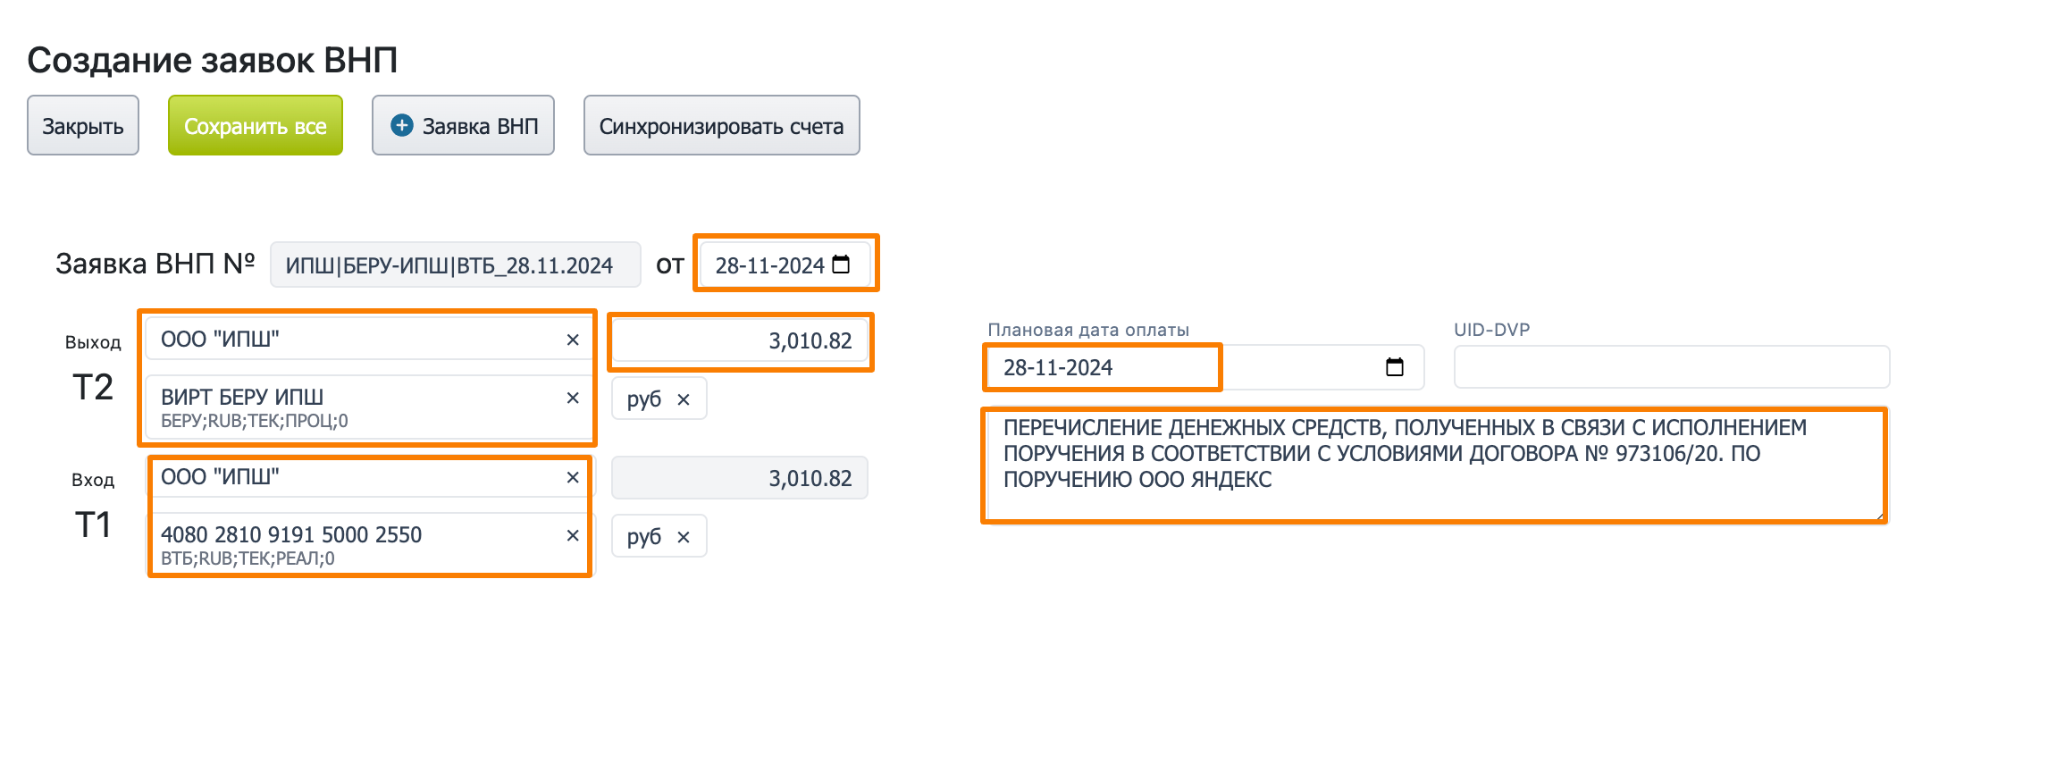 Создание заявок ВНП
Закрыть
Сохранить все
Заявка ВНП
Синхронизировать счета
Заявка ВНП № ИПШ|БЕРУ-ИПШ|ВТБ_28.11.2024 от 28-11-2024
Выход
Т2
ООО "ИПШ" ×
3,010.82
ВИРТ БЕРУ ИПШ ×
БЕРУ;RUB;ТЕК;ПРОЦ;0
руб ×
Вход
Т1
ООО "ИПШ" ×
3,010.82
4080 2810 9191 5000 2550 ×
ВТБ;RUB;ТЕК;РЕАЛ;0
руб ×
Плановая дата оплаты
28-11-2024
UID-DVP
ПЕРЕЧИСЛЕНИЕ ДЕНЕЖНЫХ СРЕДСТВ, ПОЛУЧЕННЫХ В СВЯЗИ С ИСПОЛНЕНИЕМ
ПОРУЧЕНИЯ В СООТВЕТСТВИИ С УСЛОВИЯМИ ДОГОВОРА № 973106/20. ПО
ПОРУЧЕНИЮ ООО ЯНДЕКС